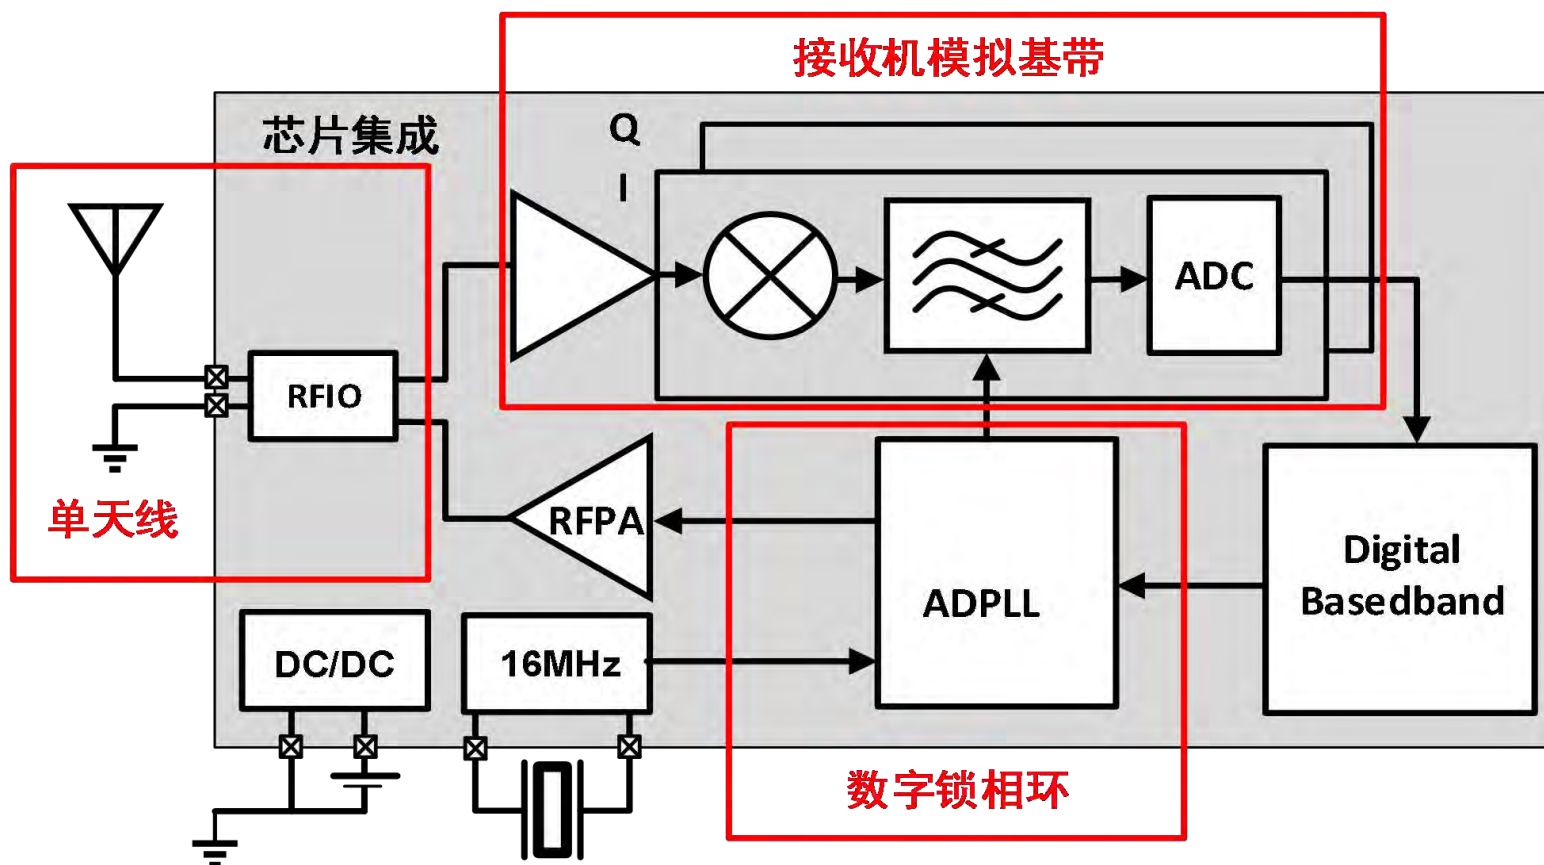 接收机模拟基带
芯片集成
Q
I
ADC
RFIO
单天线
RFPA
ADPLL
Digital
Basedband
DC/DC
16MHz
数字锁相环